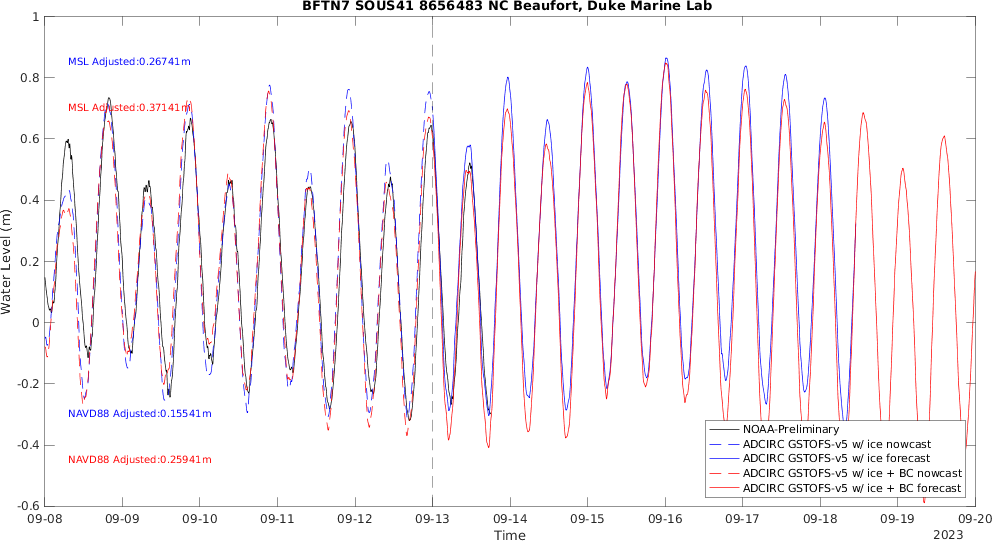 BFTN7 SOUS41 8656483 NC Beaufort, Duke Marine Lab
1
0.8
0.6
0.4
0.2
0
-0.2
-0.4
-0.6
Water Level (m)
MSL Adjusted:0.26741m
MSL Adjusted:0.37141m
NAVD88 Adjusted:0.15541m
NAVD88 Adjusted:0.25941m
NOAA-Preliminary
ADCIRC GSTOFS-v5 w/ ice nowcast
ADCIRC GSTOFS-v5 w/ ice forecast
ADCIRC GSTOFS-v5 w/ ice + BC nowcast
ADCIRC GSTOFS-v5 w/ ice + BC forecast
09-08 09-09 09-10 09-11 09-12 09-13 09-14 09-15 09-16 09-17 09-18 09-19 09-20
Time
2023